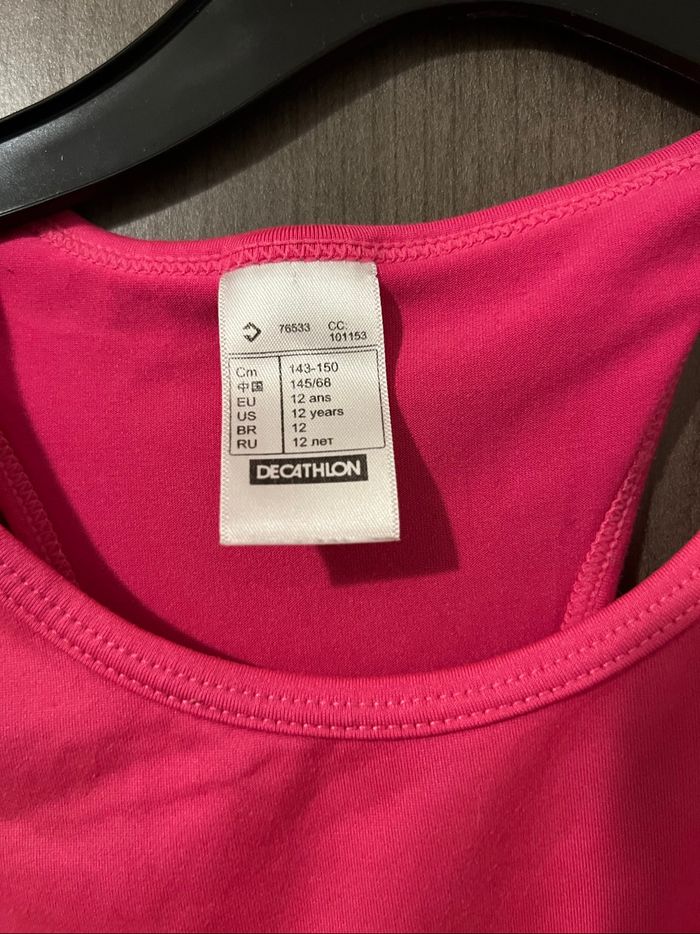 76533 CC:
101153
Cm 143-150
中国 145/68
EU 12 ans
US 12 years
BR 12
RU 12 лет
DECATHLON